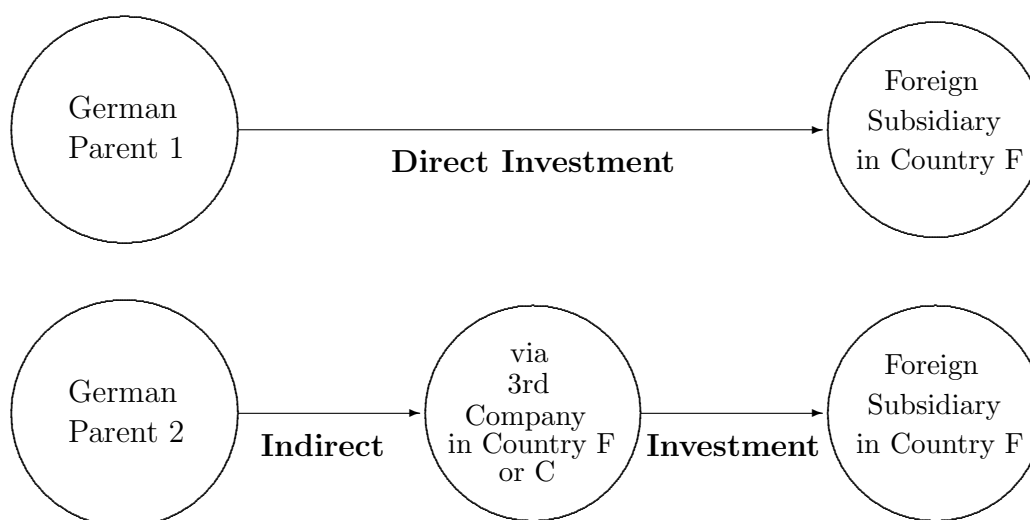 German
Parent 1
Direct Investment
Foreign
Subsidiary
in Country F
German
Parent 2
Indirect
via
3rd
Company
in Country F
or C
Investment
Foreign
Subsidiary
in Country F